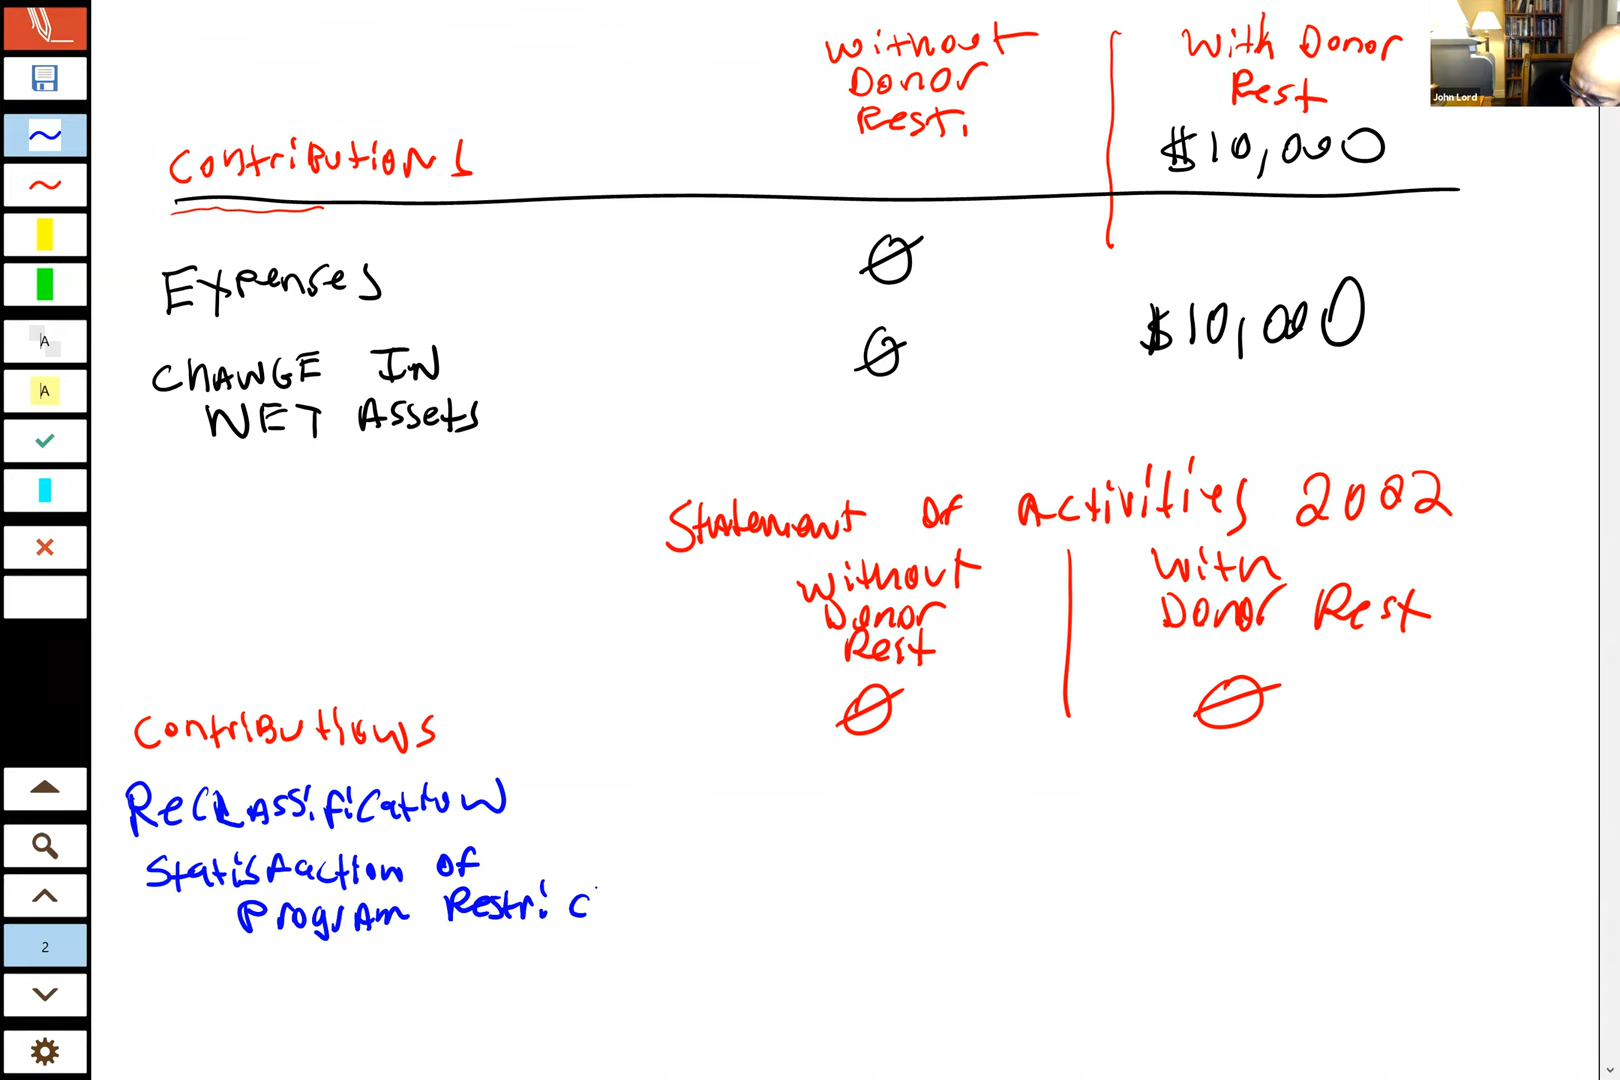 Without
Donor
Rest.
With Donor
Rest
John Lord
Contributions
$10,000
Expenses
Ø
Change In
Net Assets
Ø
$10,000
Statement of Activities 2002
Without
Donor
Rest
With
Donor Rest
Contributions
Ø
Ø
Reclassification
Statisfaction of
Program Restric
A
A
2